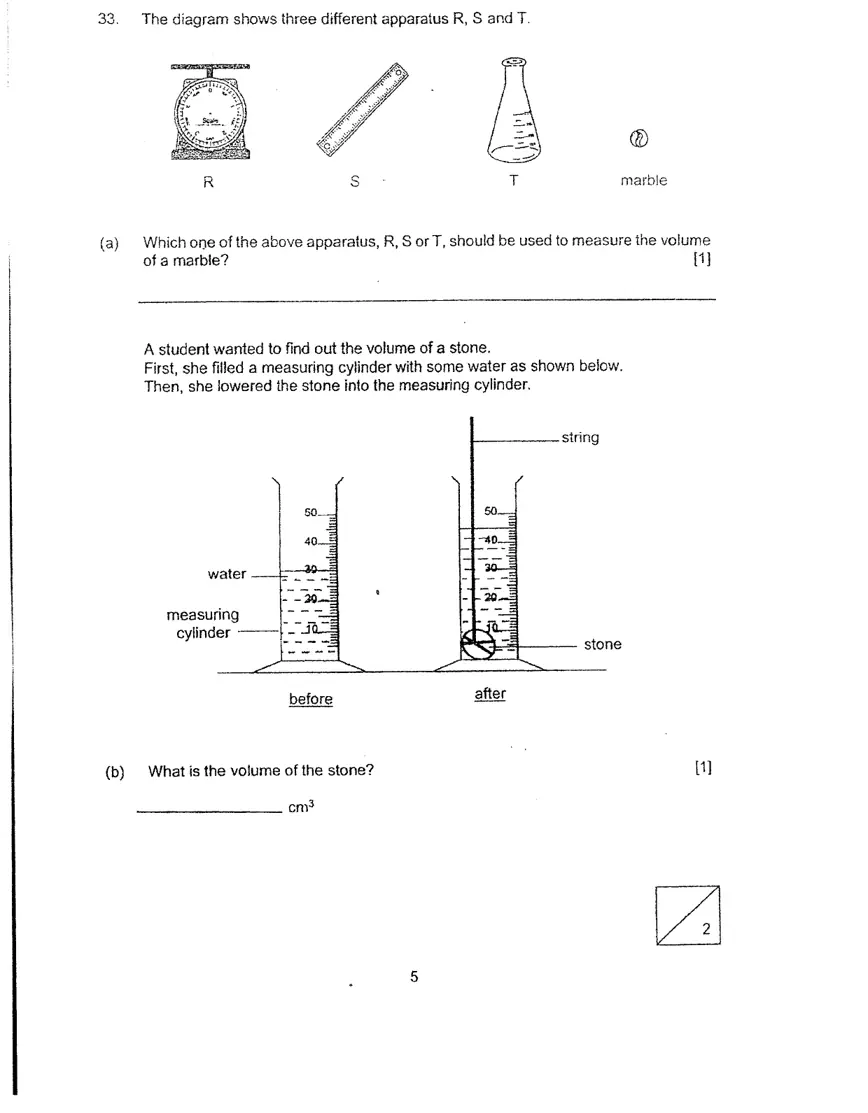 33. The diagram shows three different apparatus R, S and T.
Scale
R S T marble
(a) Which one of the above apparatus, R, S or T, should be used to measure the volume
of a marble? [1]
A student wanted to find out the volume of a stone.
First, she filled a measuring cylinder with some water as shown below.
Then, she lowered the stone into the measuring cylinder.
string
50 50
40 40
water 30 30
20 20
measuring
cylinder 10 10
stone
before after
(b) What is the volume of the stone? [1]
cm³
2
5